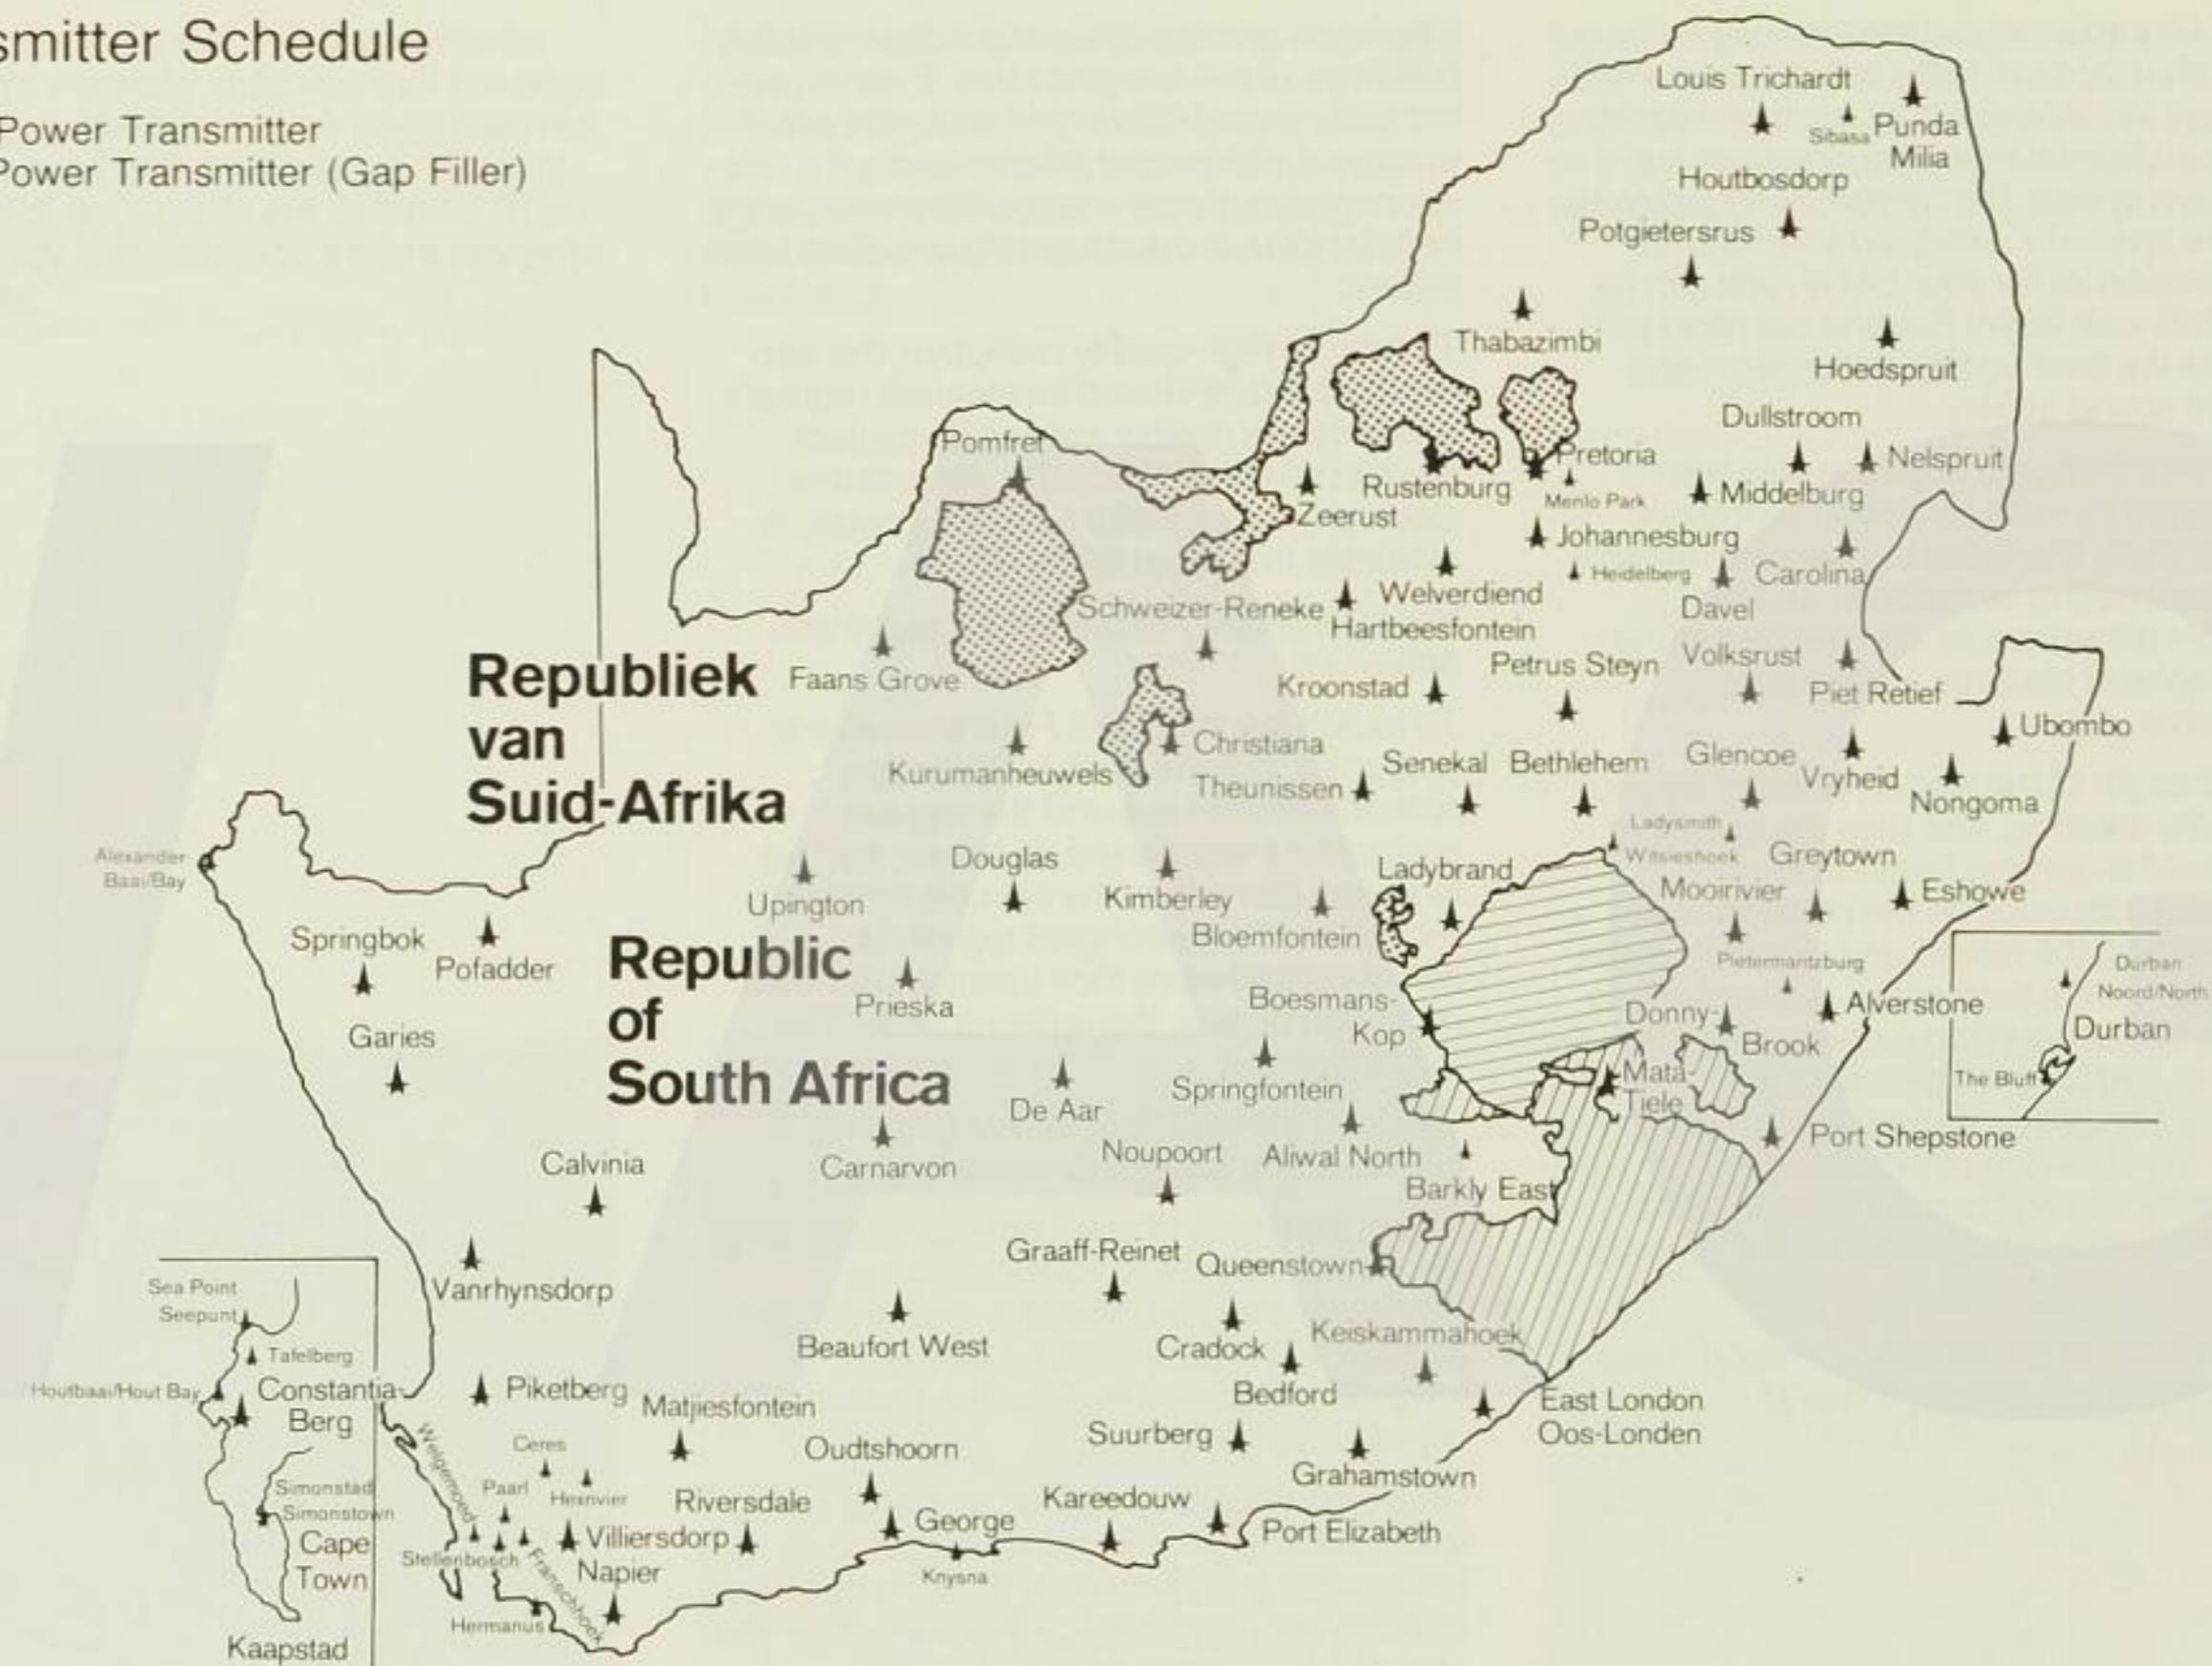 smitter Schedule
Power Transmitter
Power Transmitter (Gap Filler)
Louis Trichardt
Sibasa
Punda
Milia
Houtbosdorp
Potgietersrus
Thabazimbi
Hoedspruit
Dullstroom
Pomfret
Pretoria
Nelspruit
Rustenburg
Menlo Park
Middelburg
Zeerust
Johannesburg
Heidelberg
Carolina
Welverdiend
Schweizer-Reneke
Davel
Hartbeesfontein
Volksrust
Petrus Steyn
Republiek
van
Suid-Afrika
Faans Grove
Kroonstad
Piet Retief
Ubombo
Christiana
Kurumanheuwels
Senekal
Bethlehem
Glencoe
Vryheid
Theunissen
Nongoma
Ladysmith
Witsieshoek
Greytown
Alexander-
Baai/Bay
Douglas
Ladybrand
Mooirivier
Eshowe
Upington
Kimberley
Bloemfontein
Springbok
Pofadder
Republic
of
South Africa
Pietermaritzburg
Durban
Noord/North
Durban
The Bluff
Prieska
Boesmans-
Kop
Donny-
Brook
Alverstone
Garies
Mata-
Tiele
Springfontein
De Aar
Port Shepstone
Noupoort
Aliwal North
Calvinia
Carnarvon
Barkly East
Graaff-Reinet
Queenstown
Vanrhynsdorp
Sea Point
Seepunt
Tafelberg
Houtbaai/Hout Bay
Constantia-
Berg
Beaufort West
Cradock
Keiskammahoek
Bedford
Piketberg
Matjiesfontein
East London
Oos-Londen
Suurberg
Welgemoed
Ceres
Oudtshoorn
Grahamstown
Simonstad
Simonstown
Paarl
Hexrivier
Riversdale
Kareedouw
George
Port Elizabeth
Cape
Town
Villiersdorp
Stellenbosch
Franschhoek
Napier
Knysna
Hermanus
Kaapstad